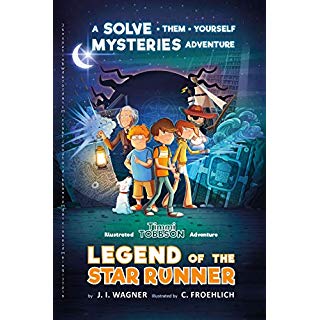 A SOLVE • THEM • YOURSELF
MYSTERIES ADVENTURE
Illustrated Timmi TOBBSON Adventure
LEGEND OF THE
STAR RUNNER
by J. I. WAGNER illustrated by C. FROEHLICH